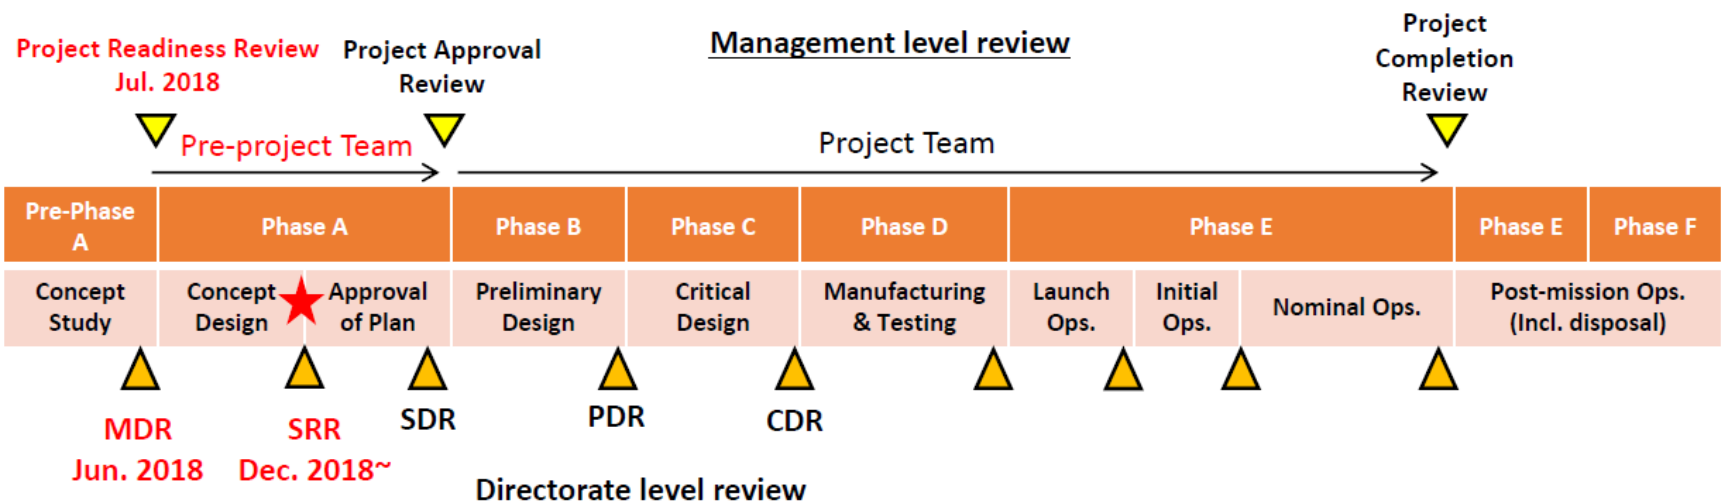 Management level review
Project Readiness Review
Jul. 2018
Project Approval
Review
Project
Completion
Review
Pre-project Team
Project Team
Pre-Phase
A
Phase A
Phase B
Phase C
Phase D
Phase E
Phase E
Phase F
Concept
Study
Concept
Design
Approval
of Plan
Preliminary
Design
Critical
Design
Manufacturing
& Testing
Launch
Ops.
Initial
Ops.
Nominal Ops.
Post-mission Ops.
(Incl. disposal)
MDR
Jun. 2018
SRR
Dec. 2018~
SDR
PDR
CDR
Directorate level review